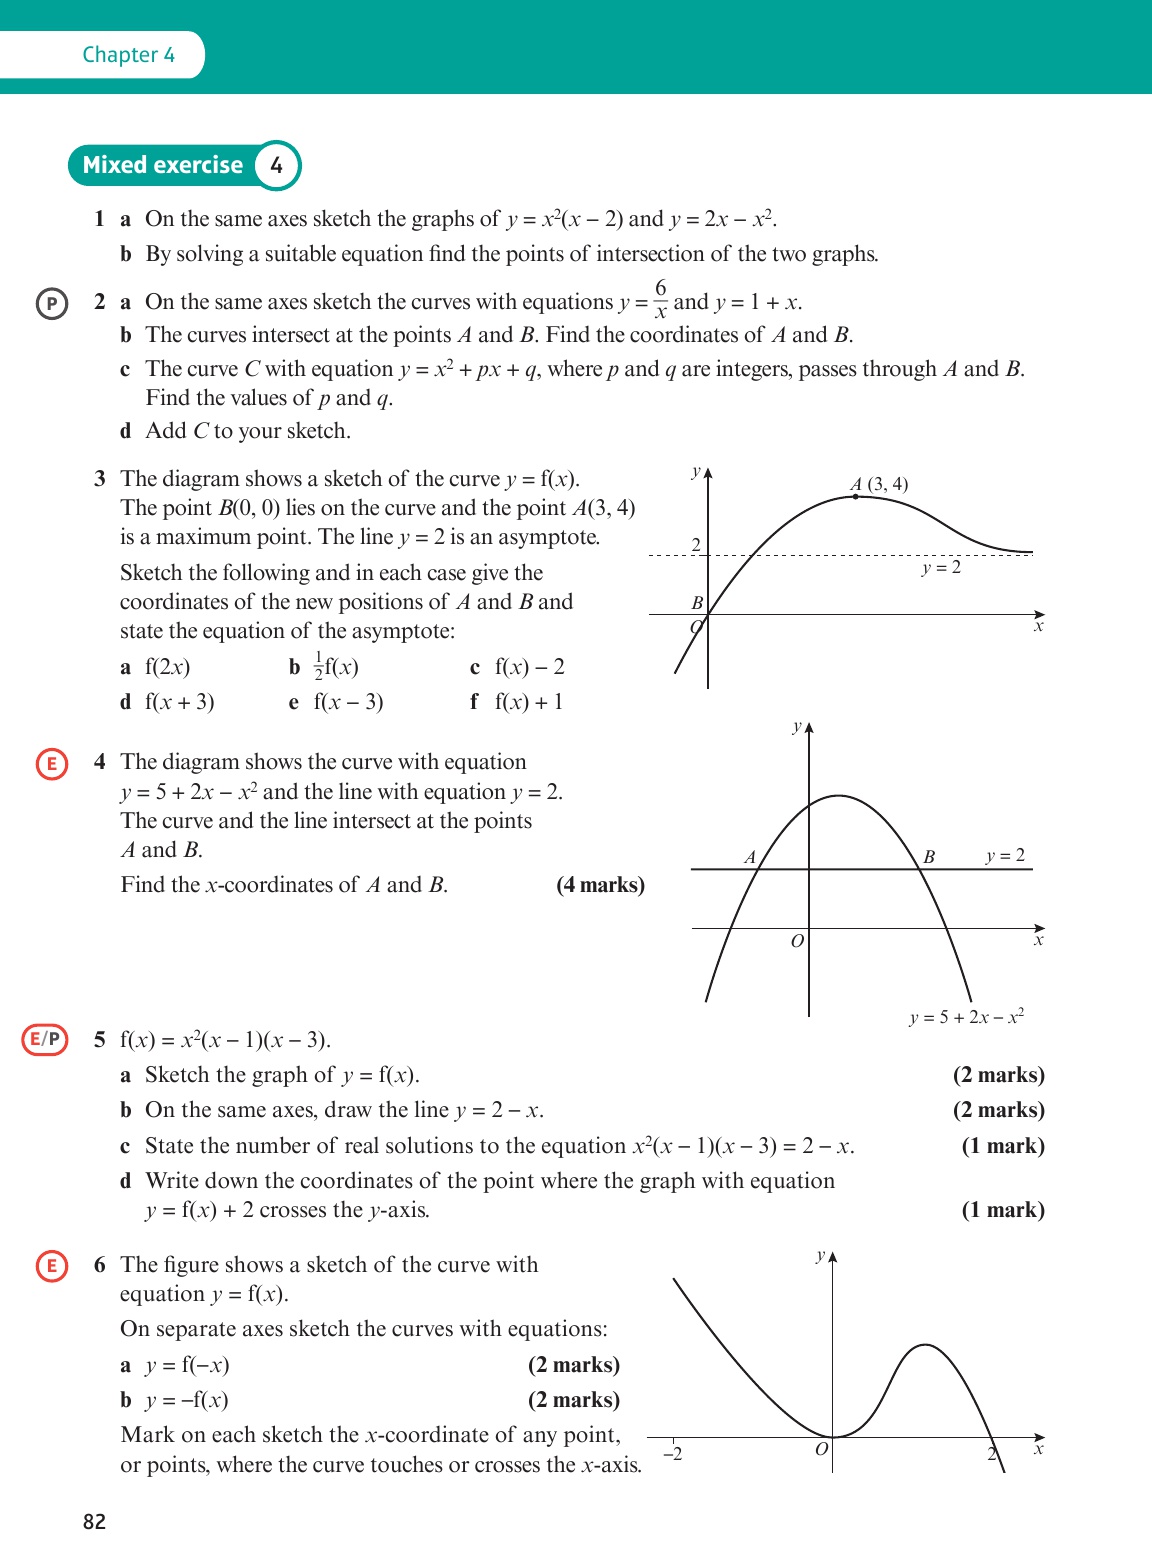 Chapter 4
Mixed exercise 4
1 a On the same axes sketch the graphs of y = x²(x − 2) and y = 2x − x².
b By solving a suitable equation find the points of intersection of the two graphs.
P 2 a On the same axes sketch the curves with equations y = 6/x and y = 1 + x.
b The curves intersect at the points A and B. Find the coordinates of A and B.
c The curve C with equation y = x² + px + q, where p and q are integers, passes through A and B.
Find the values of p and q.
d Add C to your sketch.
3 The diagram shows a sketch of the curve y = f(x).
The point B(0, 0) lies on the curve and the point A(3, 4)
is a maximum point. The line y = 2 is an asymptote.
Sketch the following and in each case give the
coordinates of the new positions of A and B and
state the equation of the asymptote:
a f(2x) b ½f(x) c f(x) − 2
d f(x + 3) e f(x − 3) f f(x) + 1
y
A (3, 4)
2
y = 2
B
O
x
E 4 The diagram shows the curve with equation
y = 5 + 2x − x² and the line with equation y = 2.
The curve and the line intersect at the points
A and B.
Find the x-coordinates of A and B. (4 marks)
y
A B y = 2
O x
y = 5 + 2x − x²
E/P 5 f(x) = x²(x − 1)(x − 3).
a Sketch the graph of y = f(x). (2 marks)
b On the same axes, draw the line y = 2 − x. (2 marks)
c State the number of real solutions to the equation x²(x − 1)(x − 3) = 2 − x. (1 mark)
d Write down the coordinates of the point where the graph with equation
y = f(x) + 2 crosses the y-axis. (1 mark)
E 6 The figure shows a sketch of the curve with
equation y = f(x).
On separate axes sketch the curves with equations:
a y = f(−x) (2 marks)
b y = −f(x) (2 marks)
Mark on each sketch the x-coordinate of any point,
or points, where the curve touches or crosses the x-axis.
y
−2 O 2 x
82